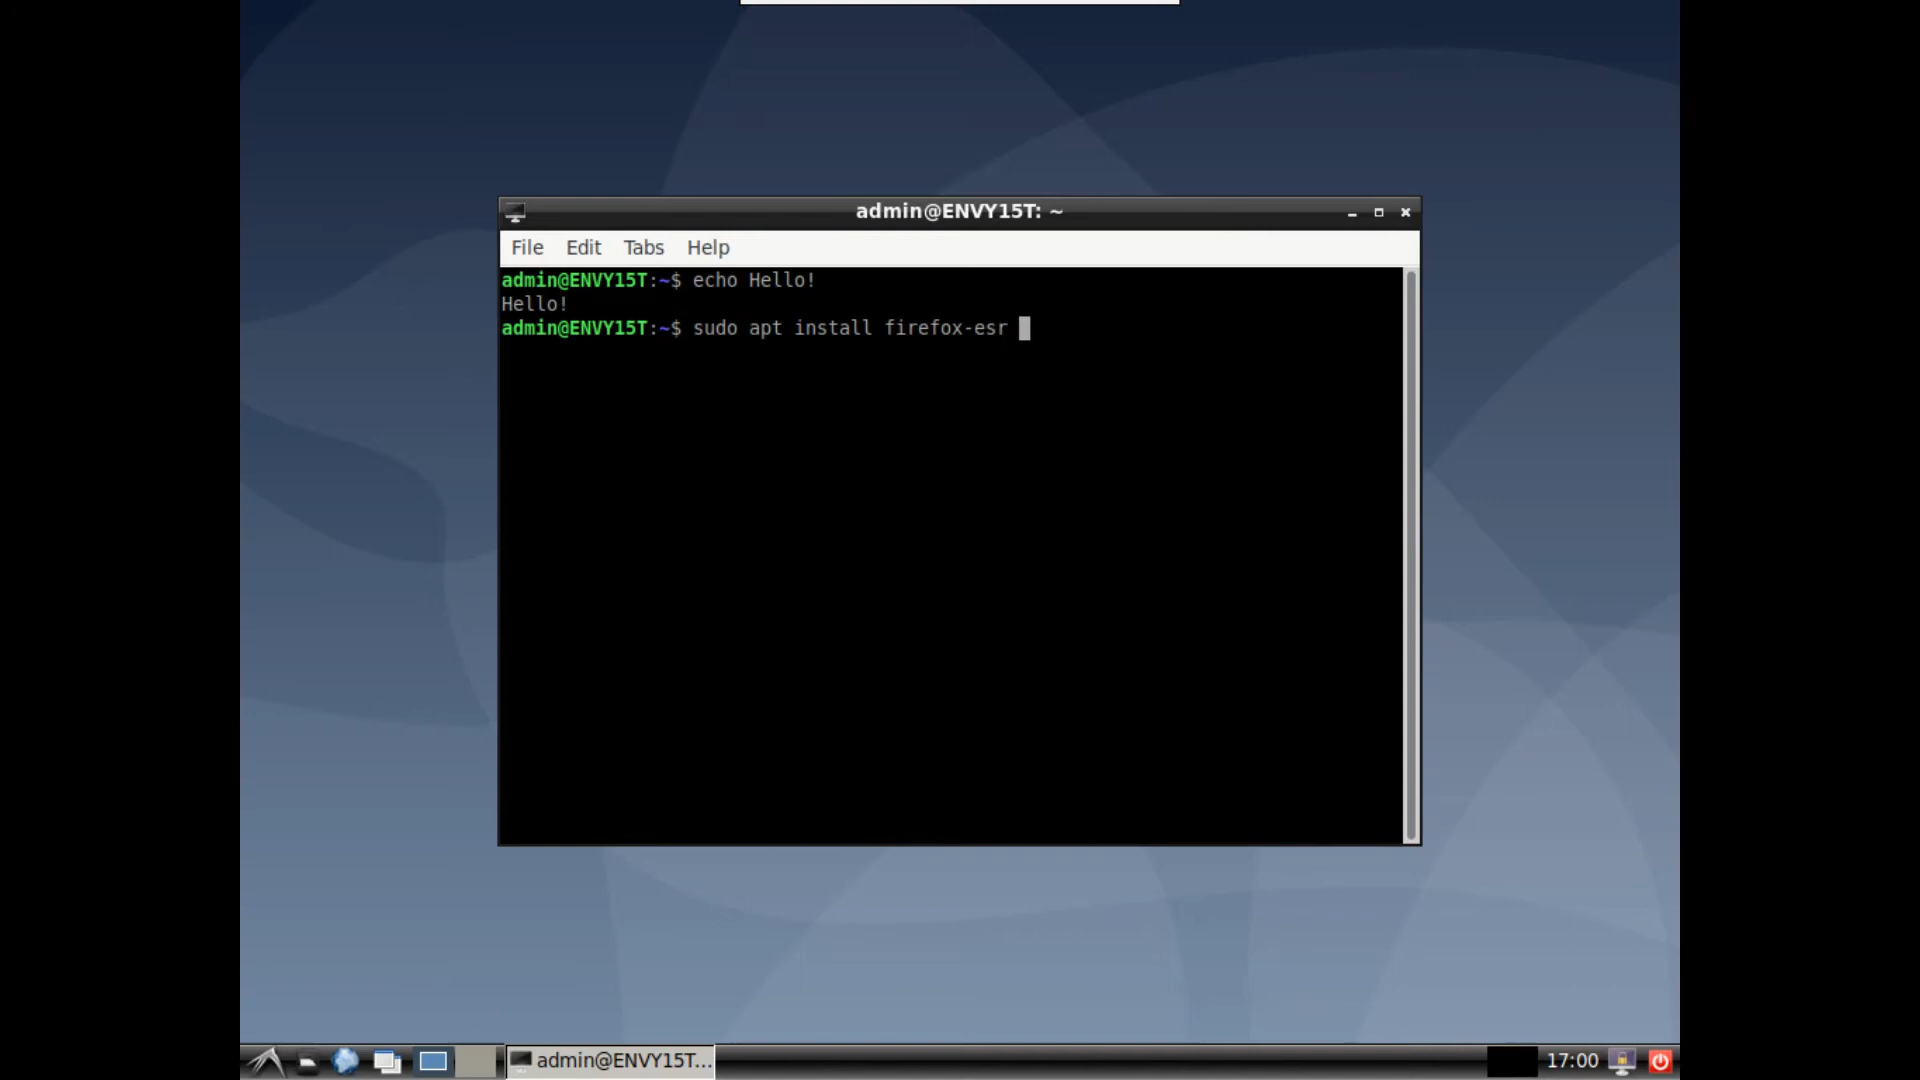 admin@ENVY15T: ~
File Edit Tabs Help
admin@ENVY15T:~$ echo Hello!
Hello!
admin@ENVY15T:~$ sudo apt install firefox-esr
admin@ENVY15T...
17:00